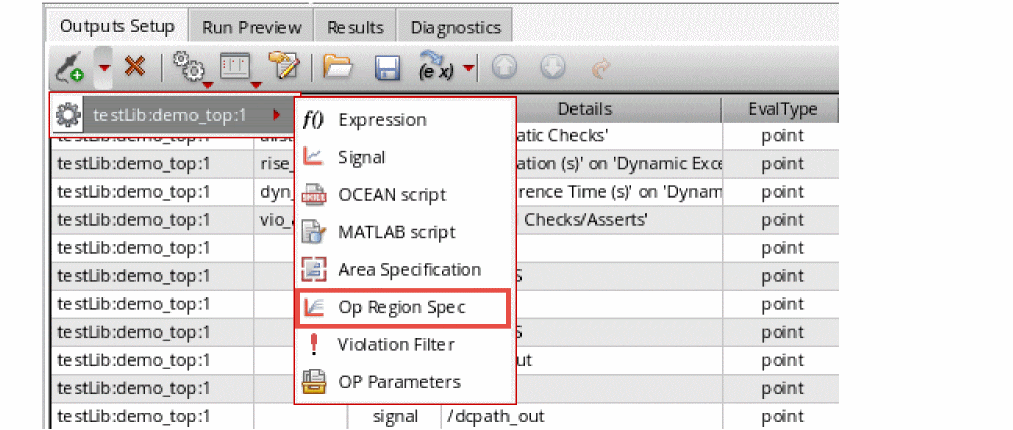 Outputs Setup Run Preview Results Diagnostics
(e x)
testLib:demo_top:1 Details EvalType
f() Expression
Signal
OCEAN script
MATLAB script
Area Specification
Op Region Spec
Violation Filter
OP Parameters
testLib:demo_top:1 atic Checks' point
testLib:demo_top:1 rise_ ation (s)' on 'Dynamic Exce point
testLib:demo_top:1 dyn_ rence Time (s)' on 'Dynam point
testLib:demo_top:1 vio_ Checks/Asserts' point
testLib:demo_top:1 point
testLib:demo_top:1 S point
testLib:demo_top:1 point
testLib:demo_top:1 S point
testLib:demo_top:1 ut point
testLib:demo_top:1 point
testLib:demo_top:1 signal /dcpath_out point